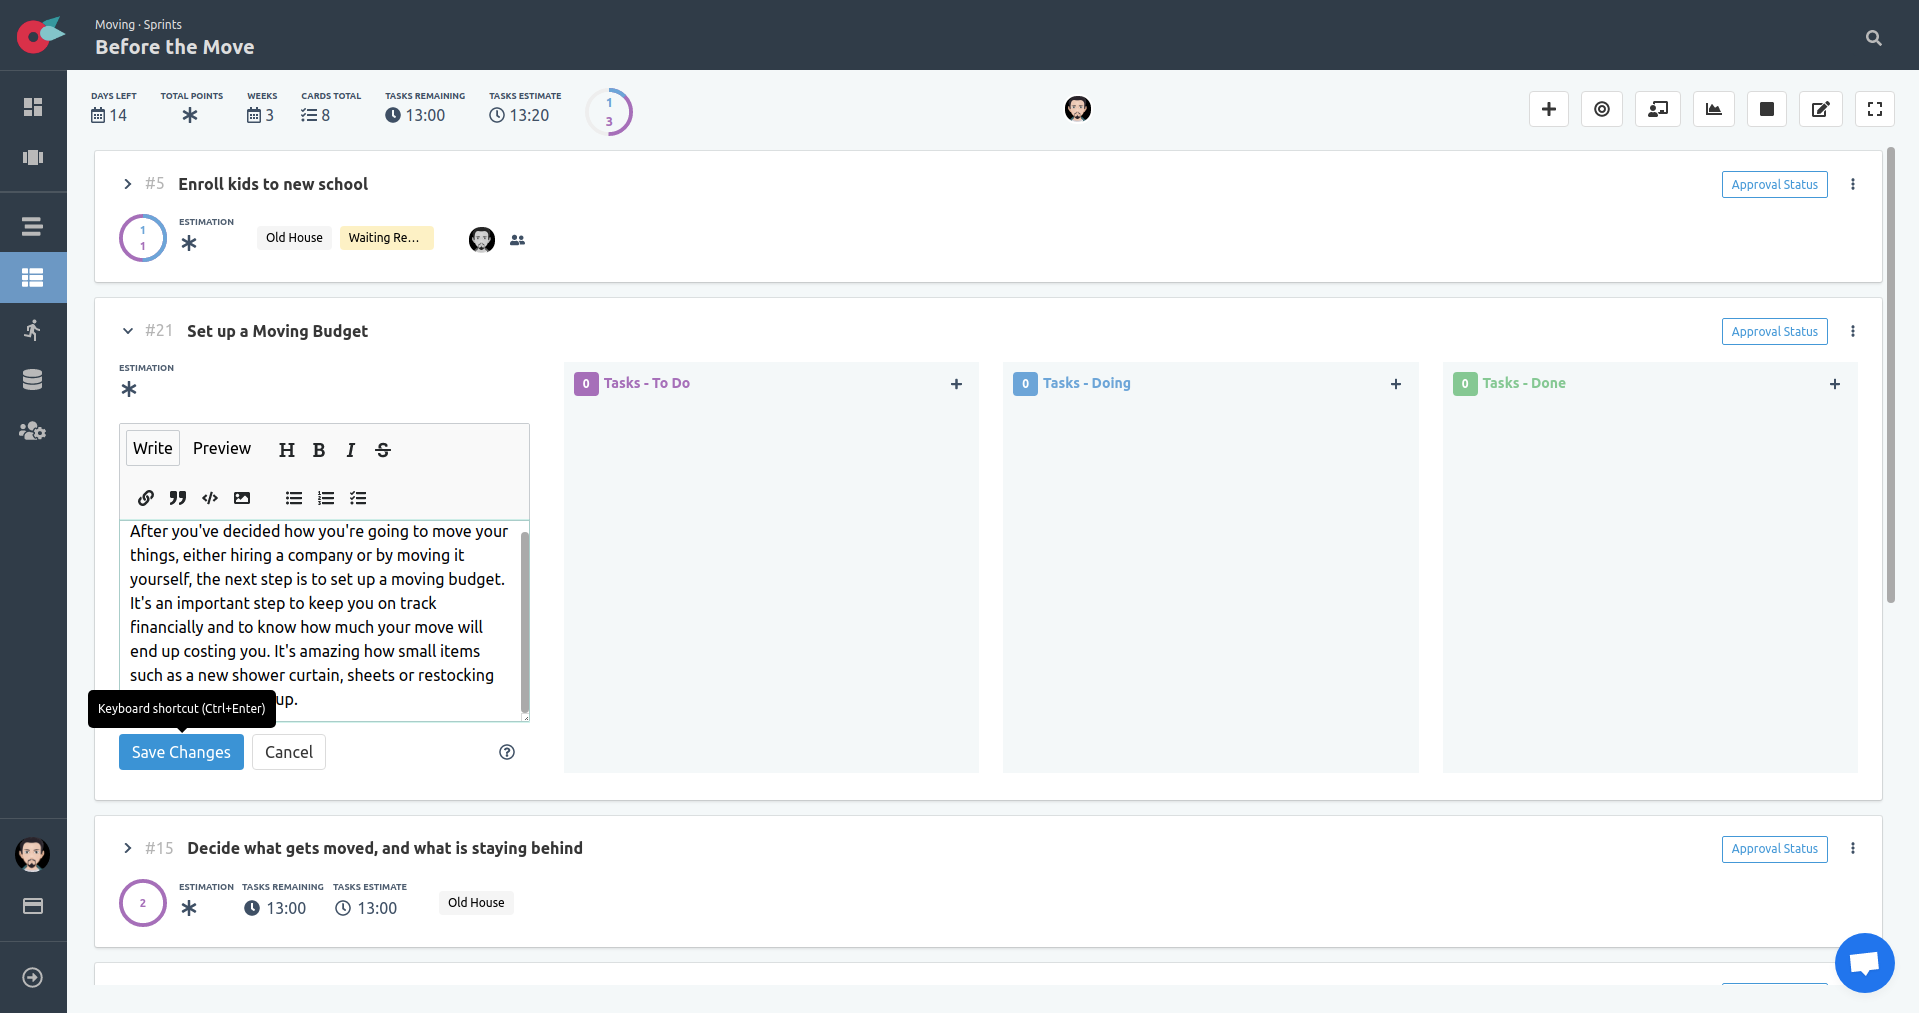 Moving · Sprints
Before the Move
DAYS LEFT
14
TOTAL POINTS
WEEKS
3
CARDS TOTAL
8
TASKS REMAINING
13:00
TASKS ESTIMATE
13:20
1
3
#5 Enroll kids to new school
Approval Status
1
1
ESTIMATION
Old House
Waiting Re...
#21 Set up a Moving Budget
Approval Status
ESTIMATION
Write Preview H B I S
After you've decided how you're going to move your
things, either hiring a company or by moving it
yourself, the next step is to set up a moving budget.
It's an important step to keep you on track
financially and to know how much your move will
end up costing you. It's amazing how small items
such as a new shower curtain, sheets or restocking
up.
Keyboard shortcut (Ctrl+Enter)
Save Changes
Cancel
0 Tasks - To Do
0 Tasks - Doing
0 Tasks - Done
#15 Decide what gets moved, and what is staying behind
Approval Status
2
ESTIMATION
TASKS REMAINING
13:00
TASKS ESTIMATE
13:00
Old House